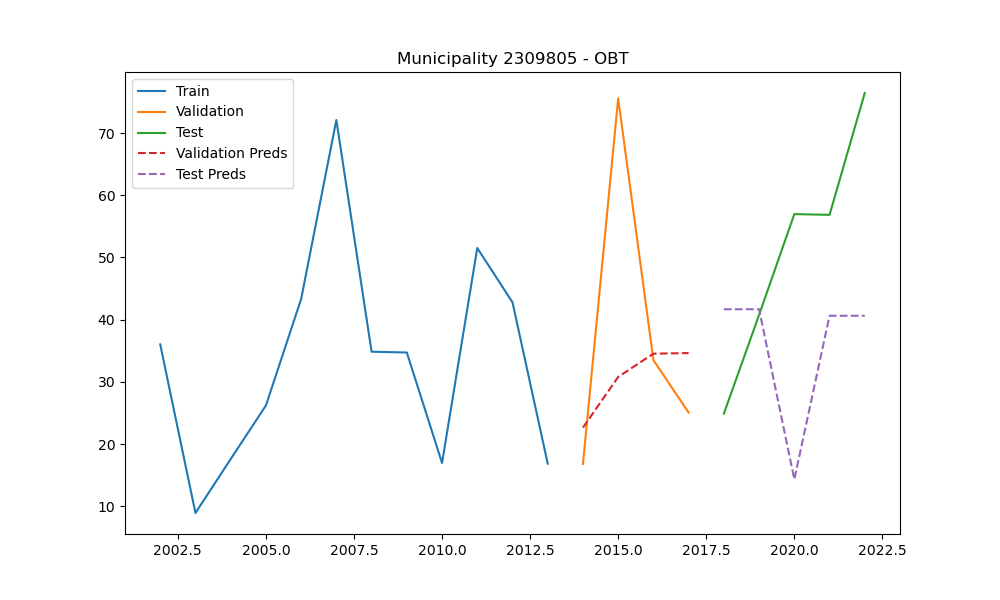 Municipality 2309805 - OBT
Train
Validation
Test
Validation Preds
Test Preds
70
60
50
40
30
20
10
2002.5 2005.0 2007.5 2010.0 2012.5 2015.0 2017.5 2020.0 2022.5